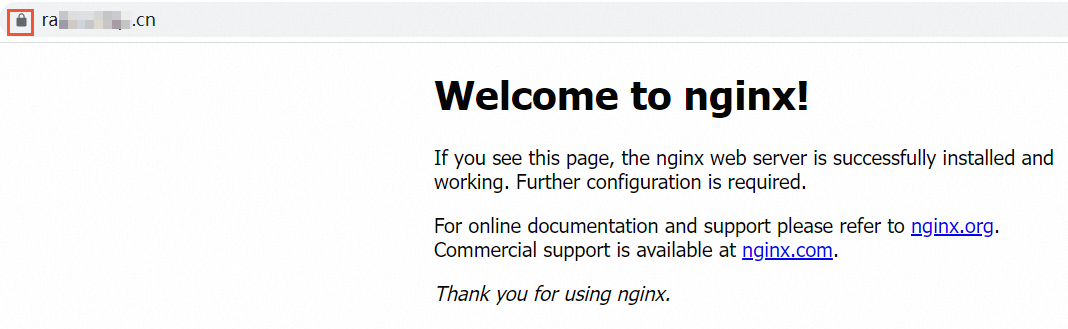 ra .cn
Welcome to nginx!
If you see this page, the nginx web server is successfully installed and
working. Further configuration is required.
For online documentation and support please refer to nginx.org.
Commercial support is available at nginx.com.
Thank you for using nginx.